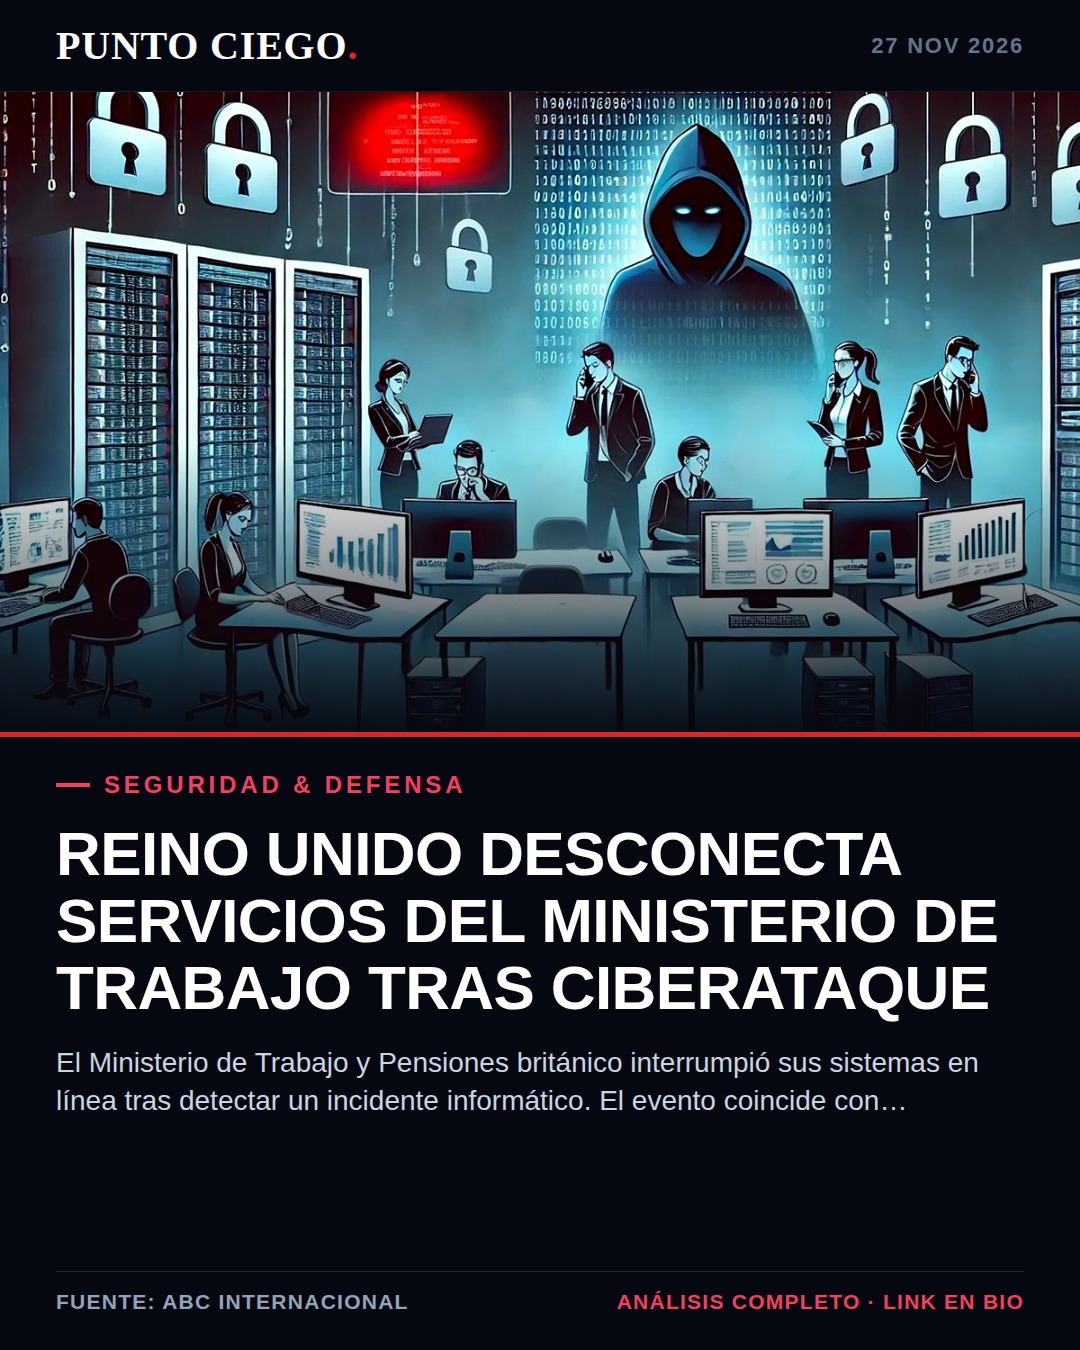 PUNTO CIEGO.
27 NOV 2026
SEGURIDAD & DEFENSA
REINO UNIDO DESCONECTA
SERVICIOS DEL MINISTERIO DE
TRABAJO TRAS CIBERATAQUE
El Ministerio de Trabajo y Pensiones británico interrumpió sus sistemas en
línea tras detectar un incidente informático. El evento coincide con…
FUENTE: ABC INTERNACIONAL
ANÁLISIS COMPLETO · LINK EN BIO